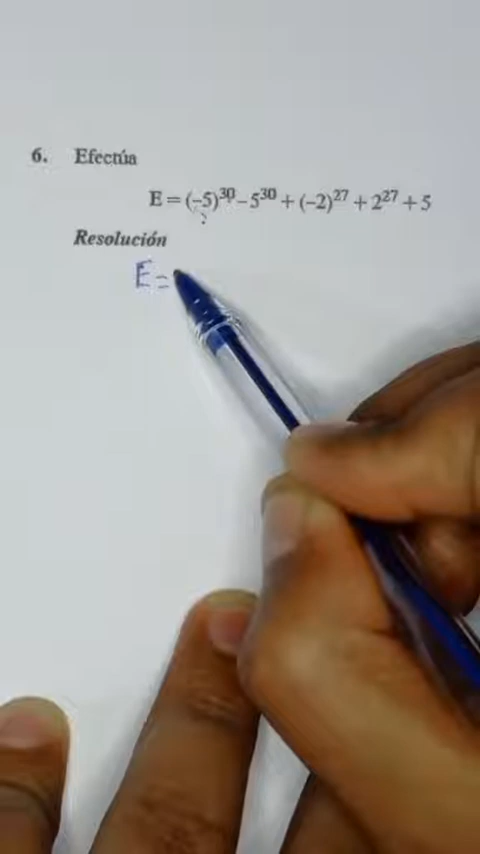 6. Efectúa
E = (–5)³⁰ – 5³⁰ + (–2)²⁷ + 2²⁷ + 5
Resolución
E =